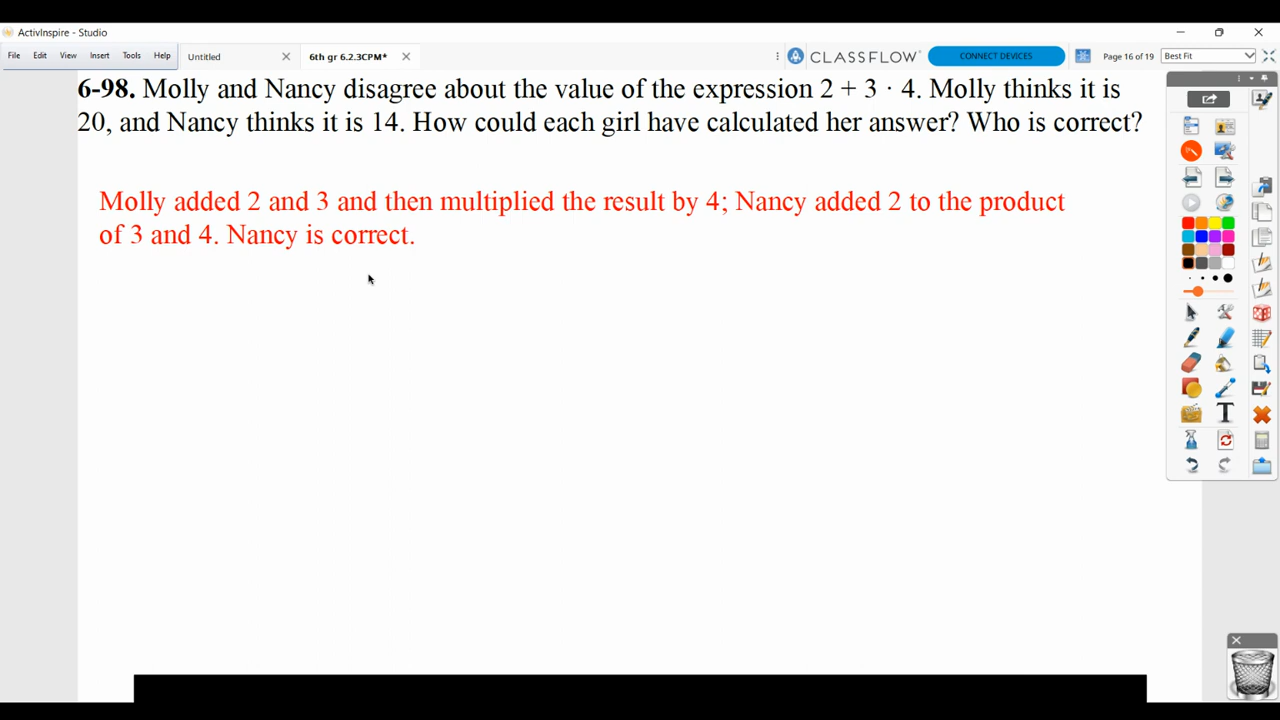 ActivInspire - Studio
File Edit View Insert Tools Help Untitled 6th gr 6.2.3CPM* CLASSFLOW CONNECT DEVICES Page 16 of 19 Best Fit
6-98. Molly and Nancy disagree about the value of the expression 2 + 3 · 4. Molly thinks it is
20, and Nancy thinks it is 14. How could each girl have calculated her answer? Who is correct?
Molly added 2 and 3 and then multiplied the result by 4; Nancy added 2 to the product
of 3 and 4. Nancy is correct.